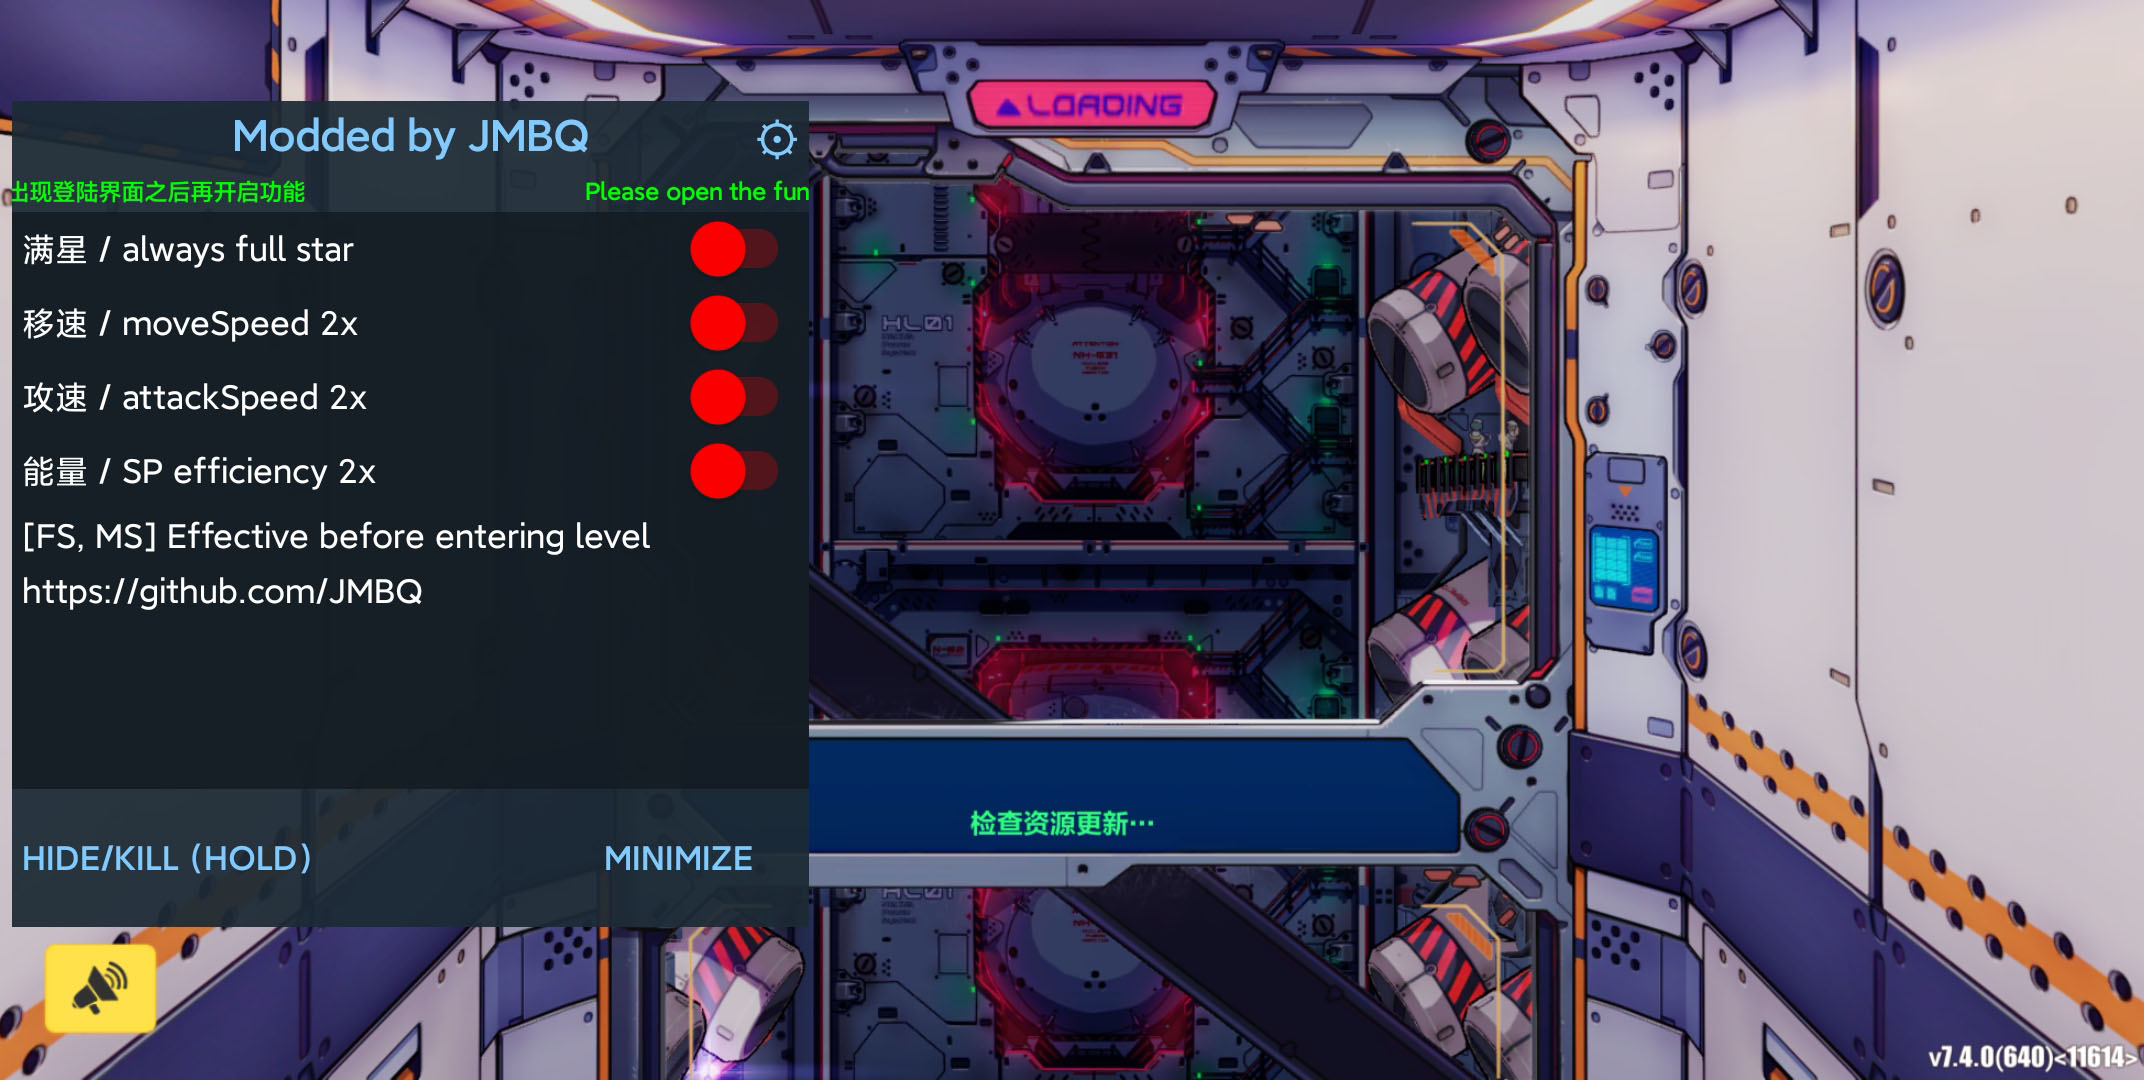 LOADING
Modded by JMBQ
出现登陆界面之后再开启功能
Please open the fun
满星 / always full star
移速 / moveSpeed 2x
攻速 / attackSpeed 2x
能量 / SP efficiency 2x
[FS, MS] Effective before entering level
https://github.com/JMBQ
HL01
ATTENTION
检查资源更新…
HIDE/KILL (HOLD)
MINIMIZE
HL01
v7.4.0(640)<11614>